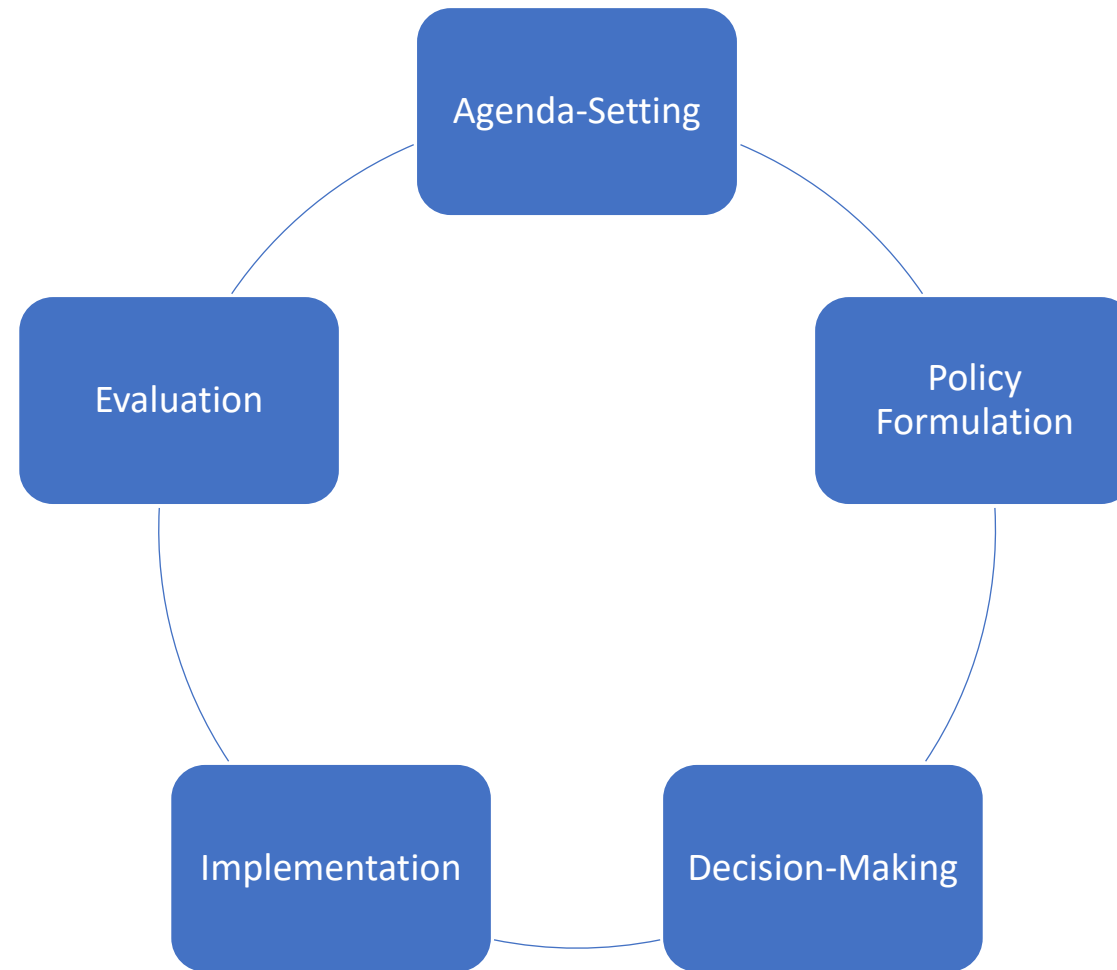 Agenda-Setting
Policy
Formulation
Decision-Making
Implementation
Evaluation